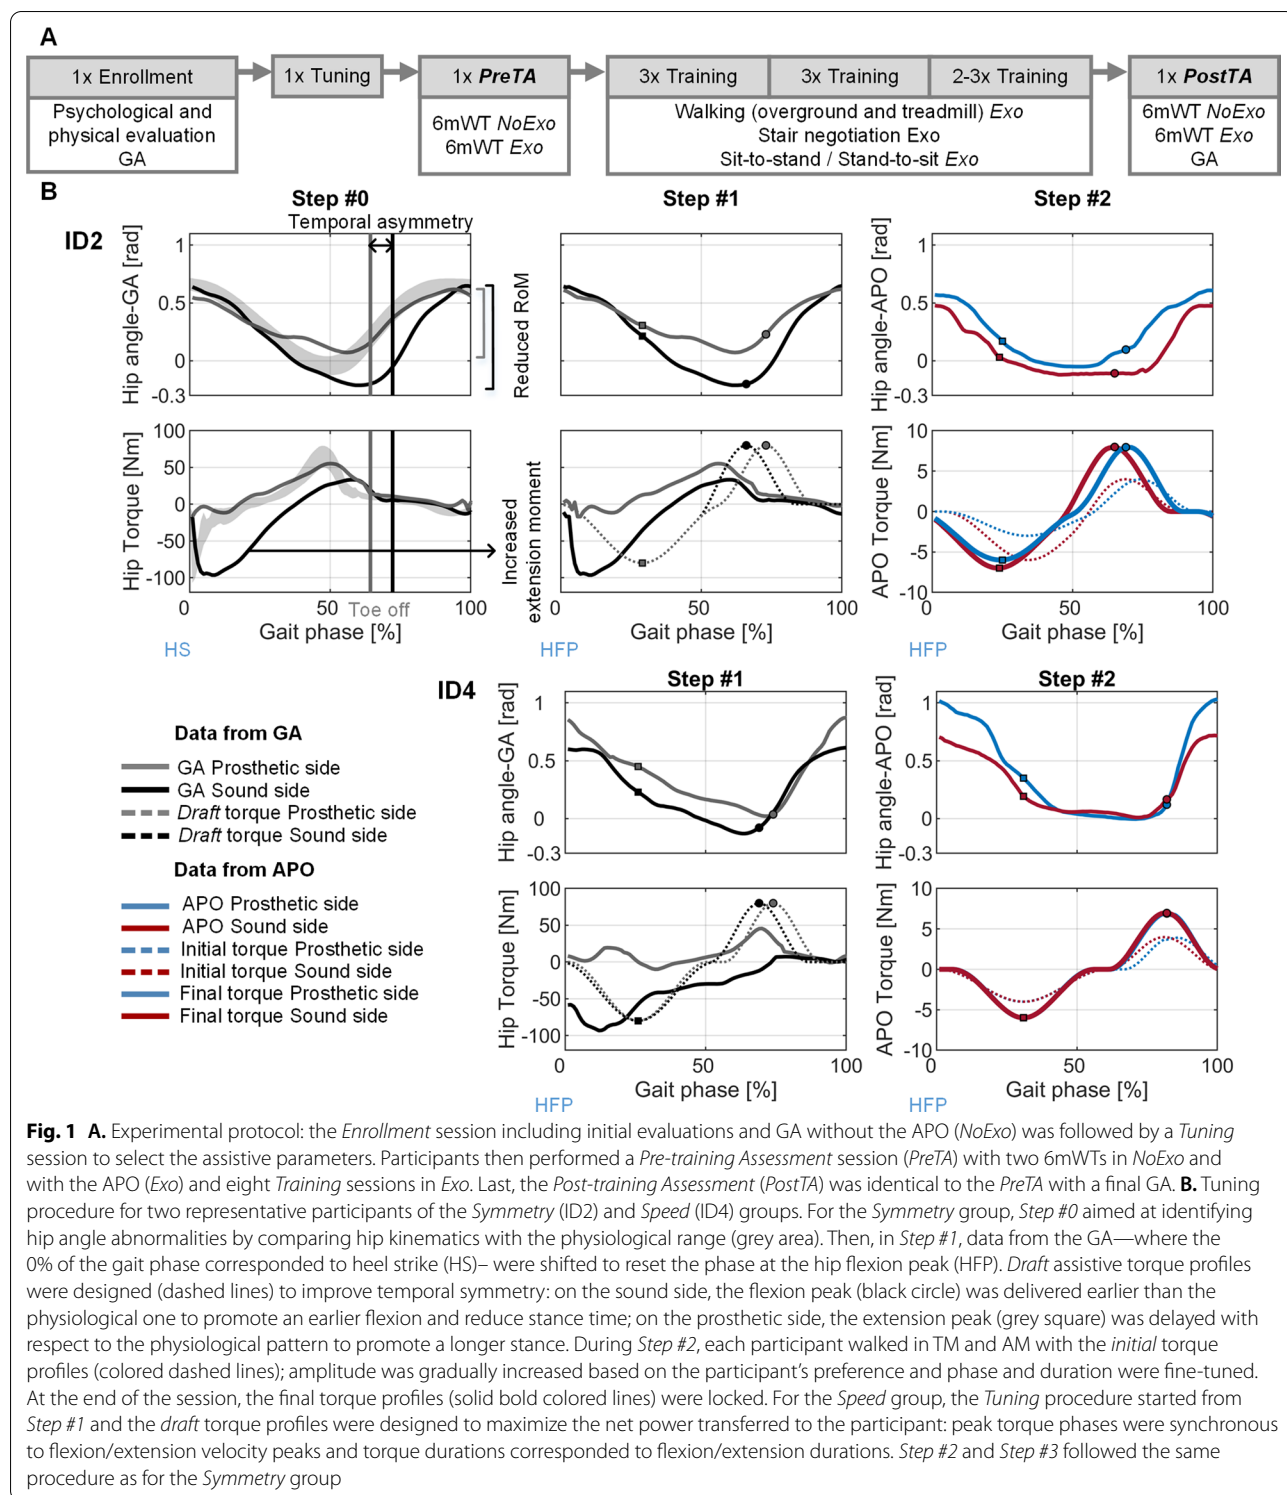 A
1x Enrollment
Psychological and
physical evaluation
GA
1x Tuning
1x PreTA
6mWT NoExo
6mWT Exo
3x Training
3x Training
2-3x Training
Walking (overground and treadmill) Exo
Stair negotiation Exo
Sit-to-stand / Stand-to-sit Exo
1x PostTA
6mWT NoExo
6mWT Exo
GA
B
Step #0
Step #1
Step #2
Temporal asymmetry
ID2
Hip angle-GA [rad]
1
0.5
0
-0.3
Reduced RoM
50
100
Hip angle-APO [rad]
1
0.5
0
-0.3
50
100
Hip Torque [Nm]
100
50
0
-50
-100
0
50
100
Toe off
Gait phase [%]
HS
Increased
extension moment
0
50
100
Gait phase [%]
HFP
APO Torque [Nm]
10
5
0
-5
-10
0
50
100
Gait phase [%]
HFP
ID4
Step #1
Step #2
Hip angle-GA [rad]
1
0.5
0
-0.3
50
100
Hip angle-APO [rad]
1
0.5
0
-0.3
50
100
Data from GA
GA Prosthetic side
GA Sound side
Draft torque Prosthetic side
Draft torque Sound side
Data from APO
APO Prosthetic side
APO Sound side
Initial torque Prosthetic side
Initial torque Sound side
Final torque Prosthetic side
Final torque Sound side
Hip Torque [Nm]
100
50
0
-50
-100
0
50
100
Gait phase [%]
HFP
APO Torque [Nm]
10
5
0
-5
-10
0
50
100
Gait phase [%]
HFP
Fig. 1 A. Experimental protocol: the Enrollment session including initial evaluations and GA without the APO (NoExo) was followed by a Tuning
session to select the assistive parameters. Participants then performed a Pre-training Assessment session (PreTA) with two 6mWTs in NoExo and
with the APO (Exo) and eight Training sessions in Exo. Last, the Post-training Assessment (PostTA) was identical to the PreTA with a final GA. B. Tuning
procedure for two representative participants of the Symmetry (ID2) and Speed (ID4) groups. For the Symmetry group, Step #0 aimed at identifying
hip angle abnormalities by comparing hip kinematics with the physiological range (grey area). Then, in Step #1, data from the GA—where the
0% of the gait phase corresponded to heel strike (HS)– were shifted to reset the phase at the hip flexion peak (HFP). Draft assistive torque profiles
were designed (dashed lines) to improve temporal symmetry: on the sound side, the flexion peak (black circle) was delivered earlier than the
physiological one to promote an earlier flexion and reduce stance time; on the prosthetic side, the extension peak (grey square) was delayed with
respect to the physiological pattern to promote a longer stance. During Step #2, each participant walked in TM and AM with the initial torque
profiles (colored dashed lines); amplitude was gradually increased based on the participant's preference and phase and duration were fine-tuned.
At the end of the session, the final torque profiles (solid bold colored lines) were locked. For the Speed group, the Tuning procedure started from
Step #1 and the draft torque profiles were designed to maximize the net power transferred to the participant: peak torque phases were synchronous
to flexion/extension velocity peaks and torque durations corresponded to flexion/extension durations. Step #2 and Step #3 followed the same
procedure as for the Symmetry group